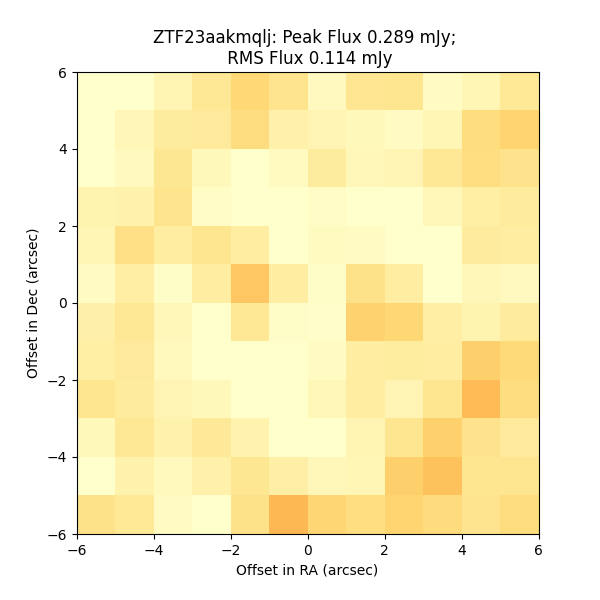 ZTF23aakmqlj: Peak Flux 0.289 mJy;
RMS Flux 0.114 mJy
6
4
2
0
−2
−4
−6
Offset in Dec (arcsec)
−6 −4 −2 0 2 4 6
Offset in RA (arcsec)